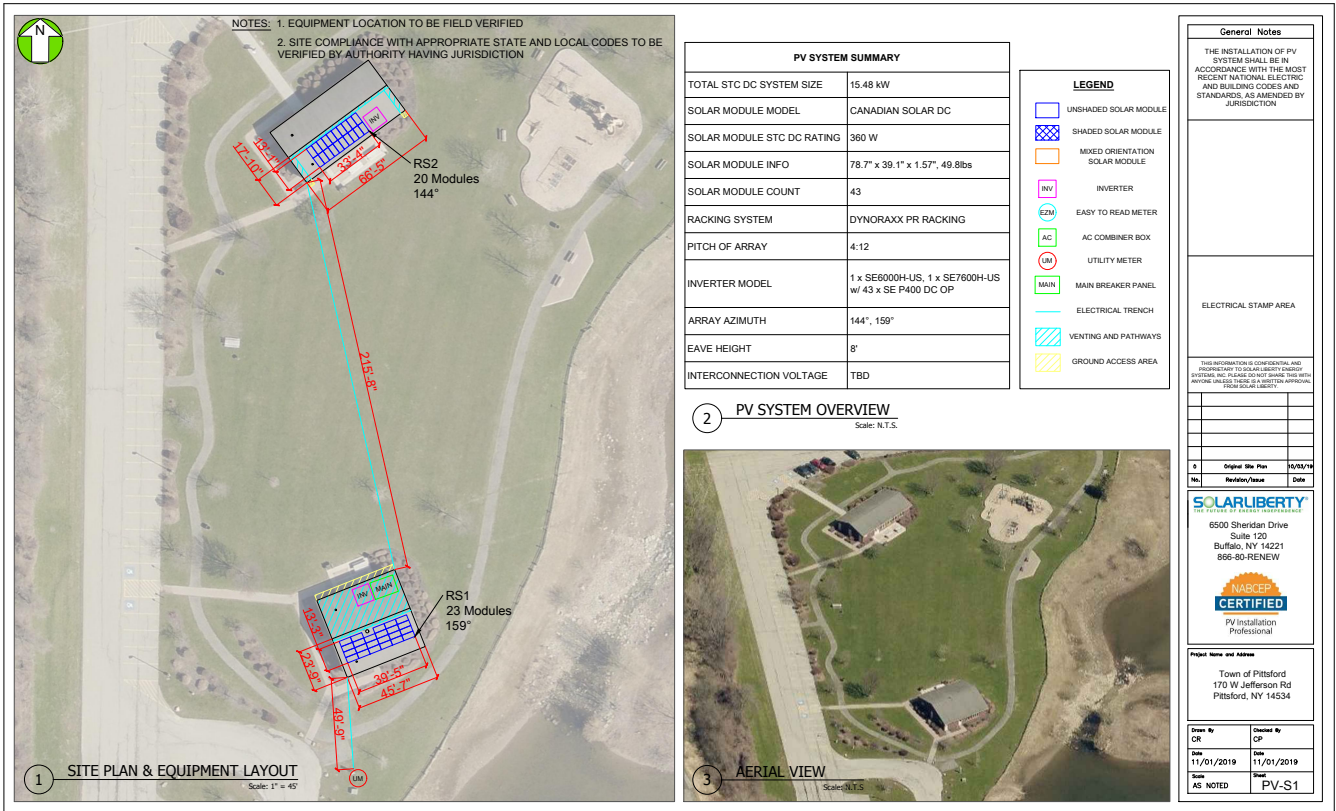 N
NOTES: 1. EQUIPMENT LOCATION TO BE FIELD VERIFIED
2. SITE COMPLIANCE WITH APPROPRIATE STATE AND LOCAL CODES TO BE
VERIFIED BY AUTHORITY HAVING JURISDICTION
INV
13'-1"
17'-10"
33'-4"
66'-5"
RS2
20 Modules
144°
215'-8"
INV
MAIN
RS1
23 Modules
159°
13'-3"
23'-9"
39'-5"
45'-7"
49'-9"
UM
1
SITE PLAN & EQUIPMENT LAYOUT
Scale: 1" = 45'
PV SYSTEM SUMMARY
TOTAL STC DC SYSTEM SIZE 15.48 kW
SOLAR MODULE MODEL CANADIAN SOLAR DC
SOLAR MODULE STC DC RATING 360 W
SOLAR MODULE INFO 78.7" x 39.1" x 1.57", 49.8lbs
SOLAR MODULE COUNT 43
RACKING SYSTEM DYNORAXX PR RACKING
PITCH OF ARRAY 4:12
INVERTER MODEL 1 x SE6000H-US, 1 x SE7600H-US
w/ 43 x SE P400 DC OP
ARRAY AZIMUTH 144°, 159°
EAVE HEIGHT 8'
INTERCONNECTION VOLTAGE TBD
LEGEND
UNSHADED SOLAR MODULE
SHADED SOLAR MODULE
MIXED ORIENTATION
SOLAR MODULE
INV INVERTER
EZM EASY TO READ METER
AC AC COMBINER BOX
UM UTILITY METER
MAIN MAIN BREAKER PANEL
ELECTRICAL TRENCH
VENTING AND PATHWAYS
GROUND ACCESS AREA
2
PV SYSTEM OVERVIEW
Scale: N.T.S.
3
AERIAL VIEW
Scale: N.T.S
General Notes
THE INSTALLATION OF PV
SYSTEM SHALL BE IN
ACCORDANCE WITH THE MOST
RECENT NATIONAL ELECTRIC
AND BUILDING CODES AND
STANDARDS, AS AMENDED BY
JURISDICTION
ELECTRICAL STAMP AREA
THIS INFORMATION IS CONFIDENTIAL AND
PROPRIETARY TO SOLAR LIBERTY ENERGY
SYSTEMS, INC. PLEASE DO NOT SHARE THIS WITH
ANYONE UNLESS THERE IS A WRITTEN APPROVAL
FROM SOLAR LIBERTY.
0 Original Site Plan 10/03/19
No. Revision/Issue Date
SOLARLIBERTY
THE FUTURE OF ENERGY INDEPENDENCE
6500 Sheridan Drive
Suite 120
Buffalo, NY 14221
866-80-RENEW
NABCEP
CERTIFIED
PV Installation
Professional
Project Name and Address
Town of Pittsford
170 W Jefferson Rd
Pittsford, NY 14534
Drawn By
CR
Checked By
CP
Date
11/01/2019
Date
11/01/2019
Scale
AS NOTED
Sheet
PV-S1